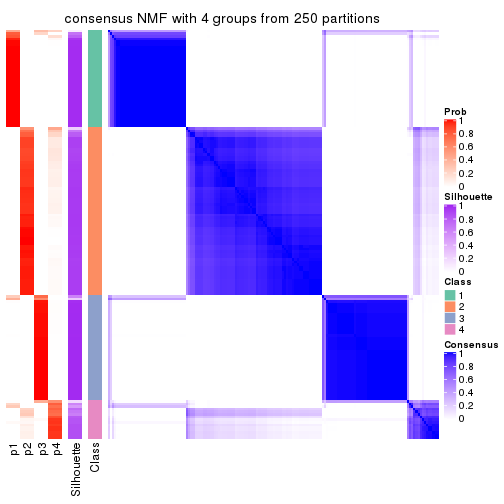 consensus NMF with 4 groups from 250 partitions
Prob
1
0.8
0.6
0.4
0.2
0
Silhouette
1
0.8
0.6
0.4
0.2
0
Class
1
2
3
4
Consensus
1
0.8
0.6
0.4
0.2
0
p1
p2
p3
p4
Silhouette
Class